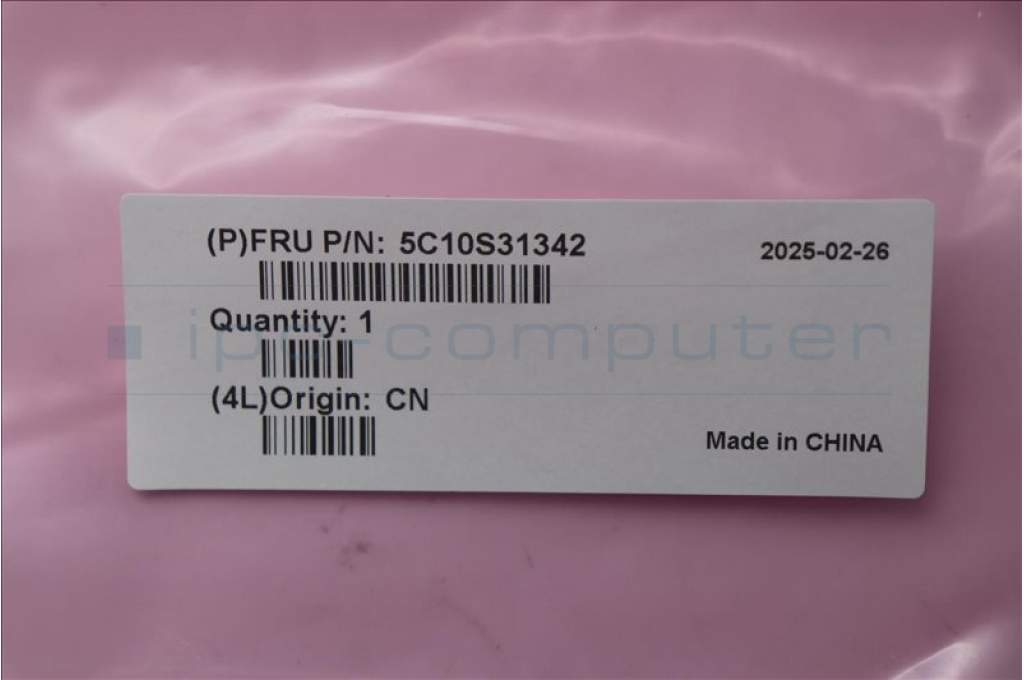 (P)FRU P/N: 5C10S31342
2025-02-26
Quantity: 1
ipc-computer
(4L)Origin: CN
Made in CHINA